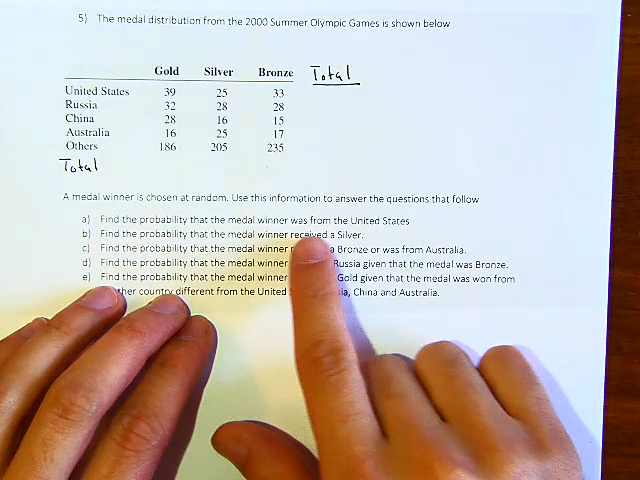 5) The medal distribution from the 2000 Summer Olympic Games is shown below
Gold Silver Bronze Total
United States 39 25 33
Russia 32 28 28
China 28 16 15
Australia 16 25 17
Others 186 205 235
Total
A medal winner is chosen at random. Use this information to answer the questions that follow
a) Find the probability that the medal winner was from the United States
b) Find the probability that the medal winner received a Silver.
c) Find the probability that the medal winner a Bronze or was from Australia.
d) Find the probability that the medal winner Russia given that the medal was Bronze.
e) Find the probability that the medal winner Gold given that the medal was won from
country different from the United China and Australia.